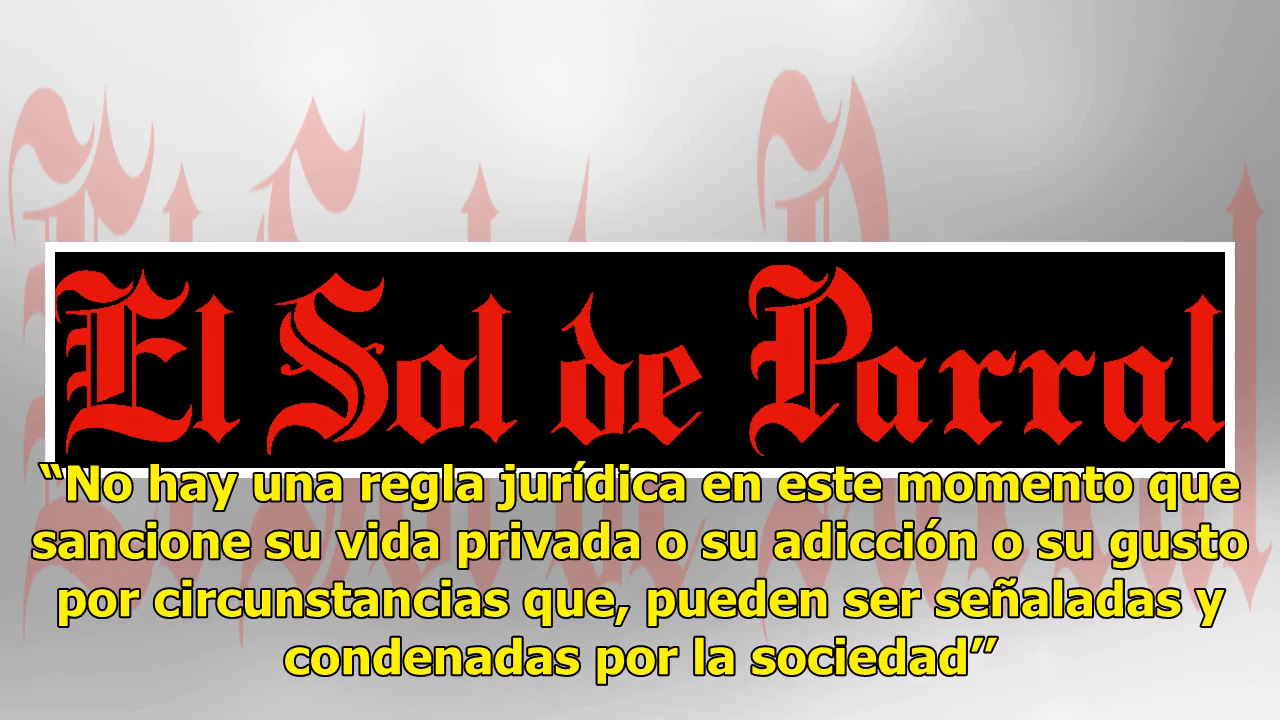 El Sol de Parral
“No hay una regla jurídica en este momento que
sancione su vida privada o su adicción o su gusto
por circunstancias que, pueden ser señaladas y
condenadas por la sociedad”